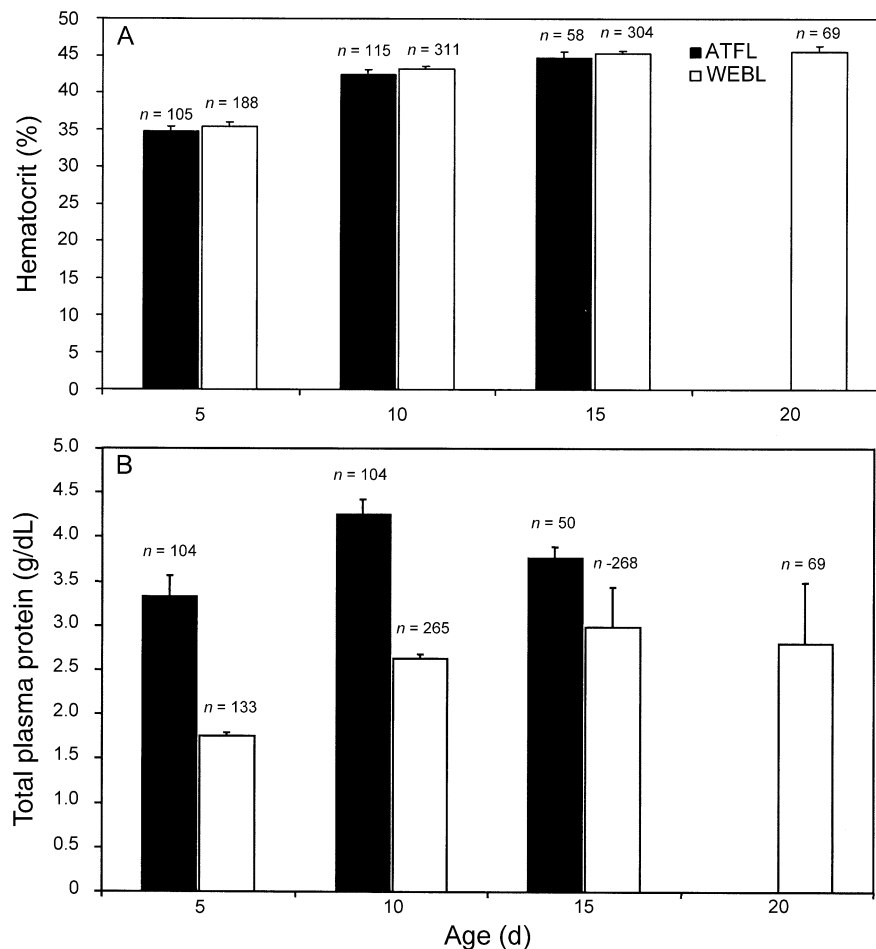 A
n = 105
n = 188
n = 115
n = 311
n = 58
n = 304
n = 69
ATFL
WEBL
Hematocrit (%)
50
45
40
35
30
25
20
15
10
5
0
5
10
15
20
B
n = 104
n = 133
n = 104
n = 265
n = 50
n -268
n = 69
Total plasma protein (g/dL)
5.0
4.5
4.0
3.5
3.0
2.5
2.0
1.5
1.0
0.5
0
5
10
15
20
Age (d)